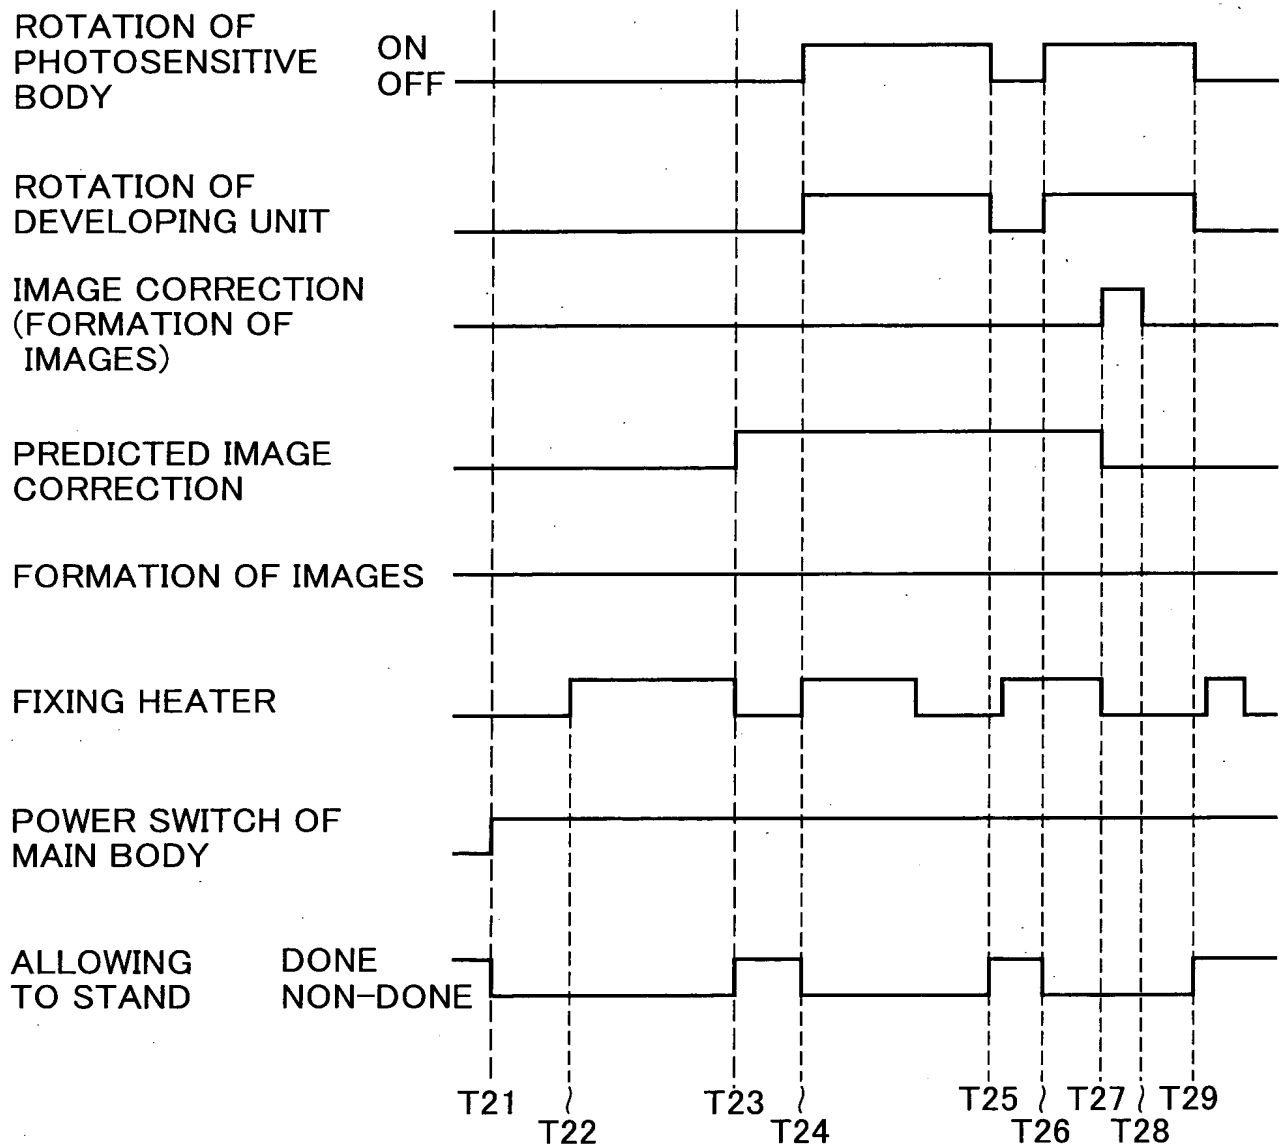 ROTATION OF
PHOTOSENSITIVE
BODY
ON
OFF
ROTATION OF
DEVELOPING UNIT
IMAGE CORRECTION
(FORMATION OF
IMAGES)
PREDICTED IMAGE
CORRECTION
FORMATION OF IMAGES
FIXING HEATER
POWER SWITCH OF
MAIN BODY
ALLOWING
TO STAND
DONE
NON-DONE
T21 T23 T25 T27 T29
T22 T24 T26 T28